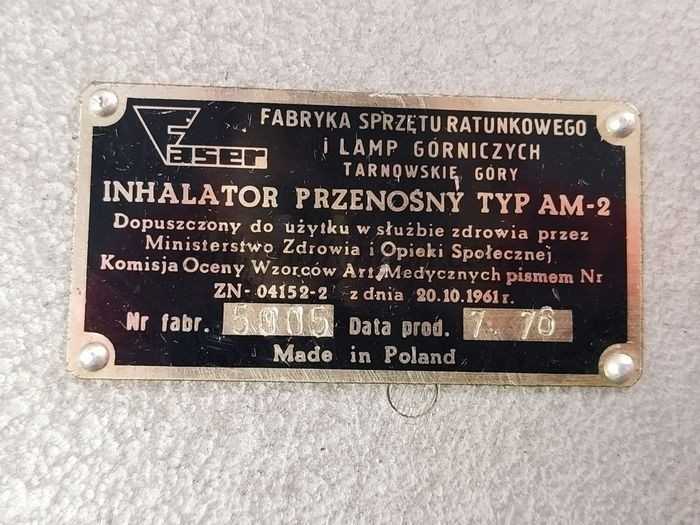 Faser
FABRYKA SPRZĘTU RATUNKOWEGO
i LAMP GÓRNICZYCH
TARNOWSKIE GÓRY
INHALATOR PRZENOŚNY TYP AM-2
Dopuszczony do użytku w służbie zdrowia przez
Ministerstwo Zdrowia i Opieki Społecznej
Komisja Oceny Wzorców Art. Medycznych pismem Nr
ZN-04152-2 z dnia 20.10.1961 r.
Nr fabr. 5005 Data prod. 7 76
Made in Poland